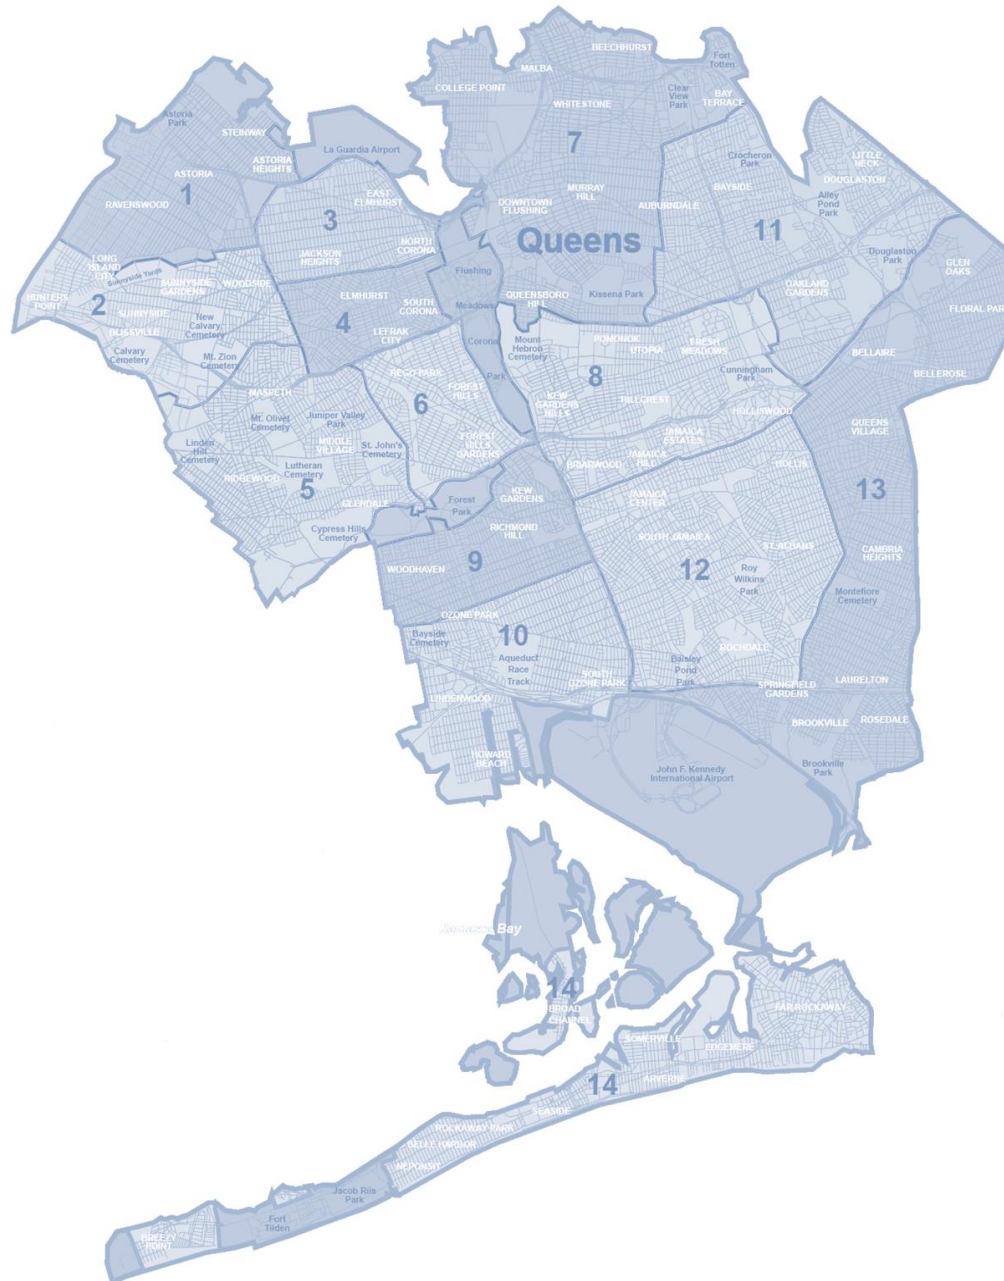 BEECHHURST
MALBA
Fort
Totten
COLLEGE POINT
Clear
View
Park
BAY
TERRACE
WHITESTONE
Astoria
Park
STEINWAY
La Guardia Airport
7
ASTORIA
HEIGHTS
ASTORIA
1
RAVENSWOOD
3
EAST
ELMHURST
JACKSON
HEIGHTS
NORTH
CORONA
DOWNTOWN
FLUSHING
MURRAY
HILL
AUBURNDALE
Queens
Crocheron
Park
BAYSIDE
LITTLE
NECK
DOUGLASTON
Alley
Pond
Park
11
Douglaston
Park
GLEN
OAKS
FLORAL PARK
LONG
ISLAND
CITY
Sunnyside Yards
SUNNYSIDE
GARDENS
WOODSIDE
HUNTERS
POINT
2
SUNNYSIDE
BLISSVILLE
New
Calvary
Cemetery
Calvary
Cemetery
Mt. Zion
Cemetery
ELMHURST
4
SOUTH
CORONA
LEFRAK
CITY
Flushing
Meadows
Corona
Park
QUEENSBORO
HILL
Kissena Park
OAKLAND
GARDENS
Mount
Hebron
Cemetery
POMONOK
UTOPIA
FRESH
MEADOWS
8
Cunningham
Park
KEW
GARDENS
HILLS
HILLCREST
HOLLISWOOD
JAMAICA
ESTATES
JAMAICA
HILL
BRIARWOOD
BELLAIRE
BELLEROSE
QUEENS
VILLAGE
MASPETH
Mt. Olivet
Cemetery
Juniper Valley
Park
MIDDLE
VILLAGE
St. John's
Cemetery
Linden
Hill
Cemetery
RIDGEWOOD
Lutheran
Cemetery
5
GLENDALE
Cypress Hills
Cemetery
REGO PARK
6
FOREST
HILLS
FOREST
HILLS
GARDENS
Forest
Park
KEW
GARDENS
RICHMOND
HILL
WOODHAVEN
9
JAMAICA
CENTER
HOLLIS
SOUTH JAMAICA
ST. ALBANS
12
Roy
Wilkins
Park
13
CAMBRIA
HEIGHTS
Montefiore
Cemetery
OZONE PARK
Bayside
Cemetery
10
Aqueduct
Race
Track
SOUTH
OZONE PARK
LINDENWOOD
HOWARD
BEACH
ROCHDALE
Baisley
Pond
Park
SPRINGFIELD
GARDENS
LAURELTON
BROOKVILLE
ROSEDALE
Brookville
Park
John F. Kennedy
International Airport
Jamaica Bay
14
BROAD
CHANNEL
FAR ROCKAWAY
SOMERVILLE
EDGEMERE
ARVERNE
14
SEASIDE
ROCKAWAY PARK
BELLE HARBOR
NEPONSIT
Jacob Riis
Park
Fort
Tilden
BREEZY
POINT